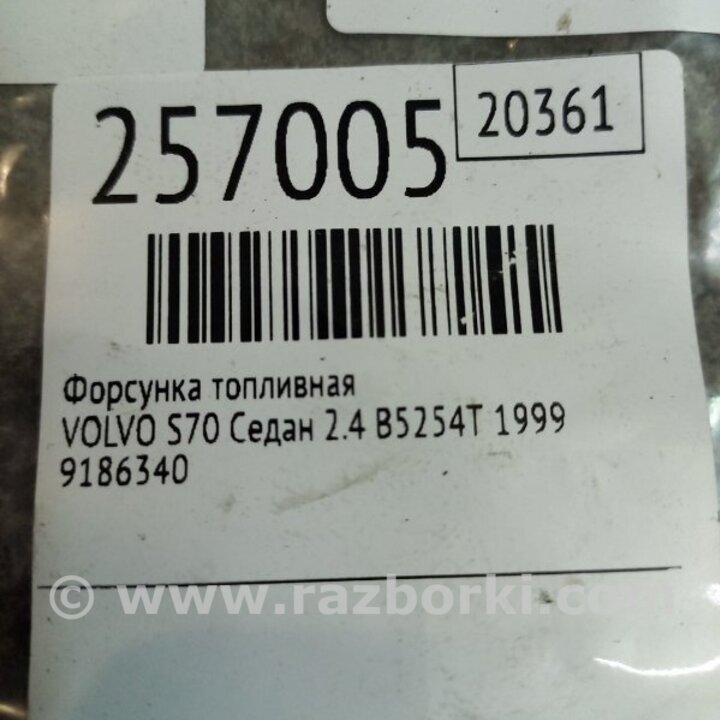 257005
20361
Форсунка топливная
VOLVO S70 Седан 2.4 B5254T 1999
9186340
© www.razborki.com